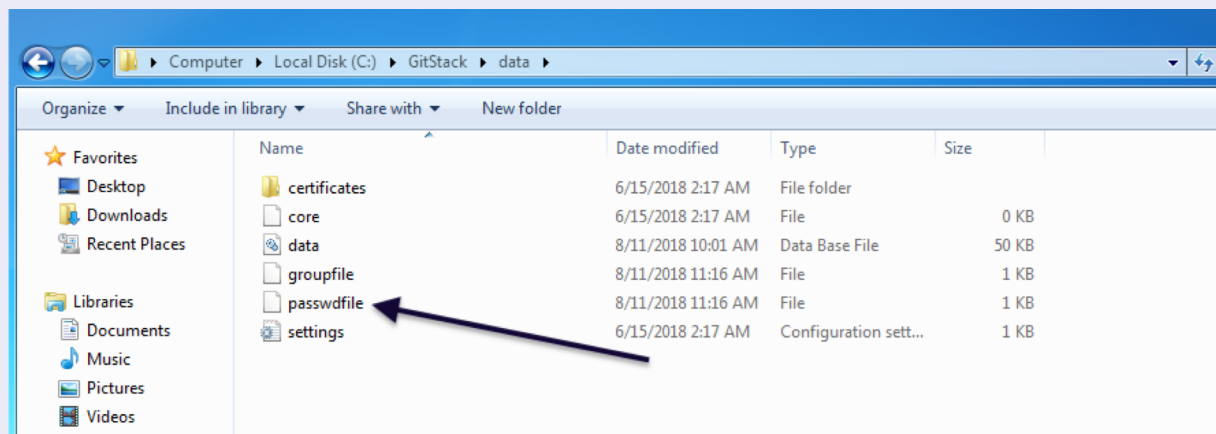 Computer Local Disk (C:) GitStack data
Organize Include in library Share with New folder
Favorites
Desktop
Downloads
Recent Places
Libraries
Documents
Music
Pictures
Videos
Name Date modified Type Size
certificates 6/15/2018 2:17 AM File folder
core 6/15/2018 2:17 AM File 0 KB
data 8/11/2018 10:01 AM Data Base File 50 KB
groupfile 8/11/2018 11:16 AM File 1 KB
passwdfile 8/11/2018 11:16 AM File 1 KB
settings 6/15/2018 2:17 AM Configuration sett... 1 KB